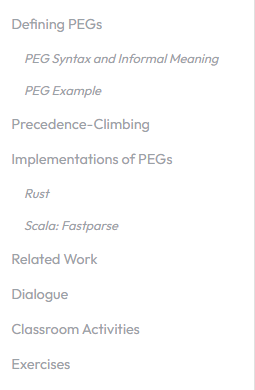 Defining PEGs
PEG Syntax and Informal Meaning
PEG Example
Precedence-Climbing
Implementations of PEGs
Rust
Scala: Fastparse
Related Work
Dialogue
Classroom Activities
Exercises